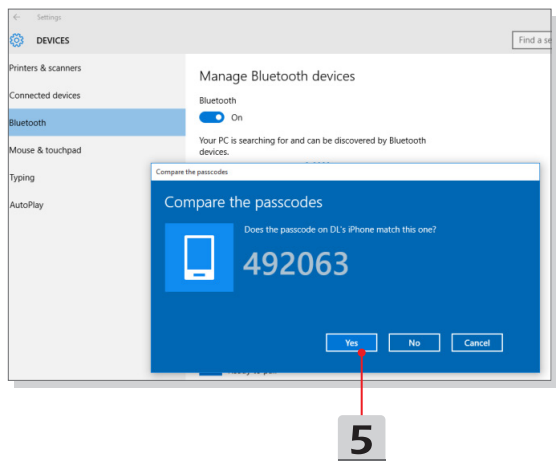 Settings
DEVICES
Find a se
Printers & scanners
Connected devices
Bluetooth
Mouse & touchpad
Typing
AutoPlay
Manage Bluetooth devices
Bluetooth
On
Your PC is searching for and can be discovered by Bluetooth
devices.
Compare the passcodes
Compare the passcodes
Does the passcode on DL's iPhone match this one?
492063
Yes No Cancel
5